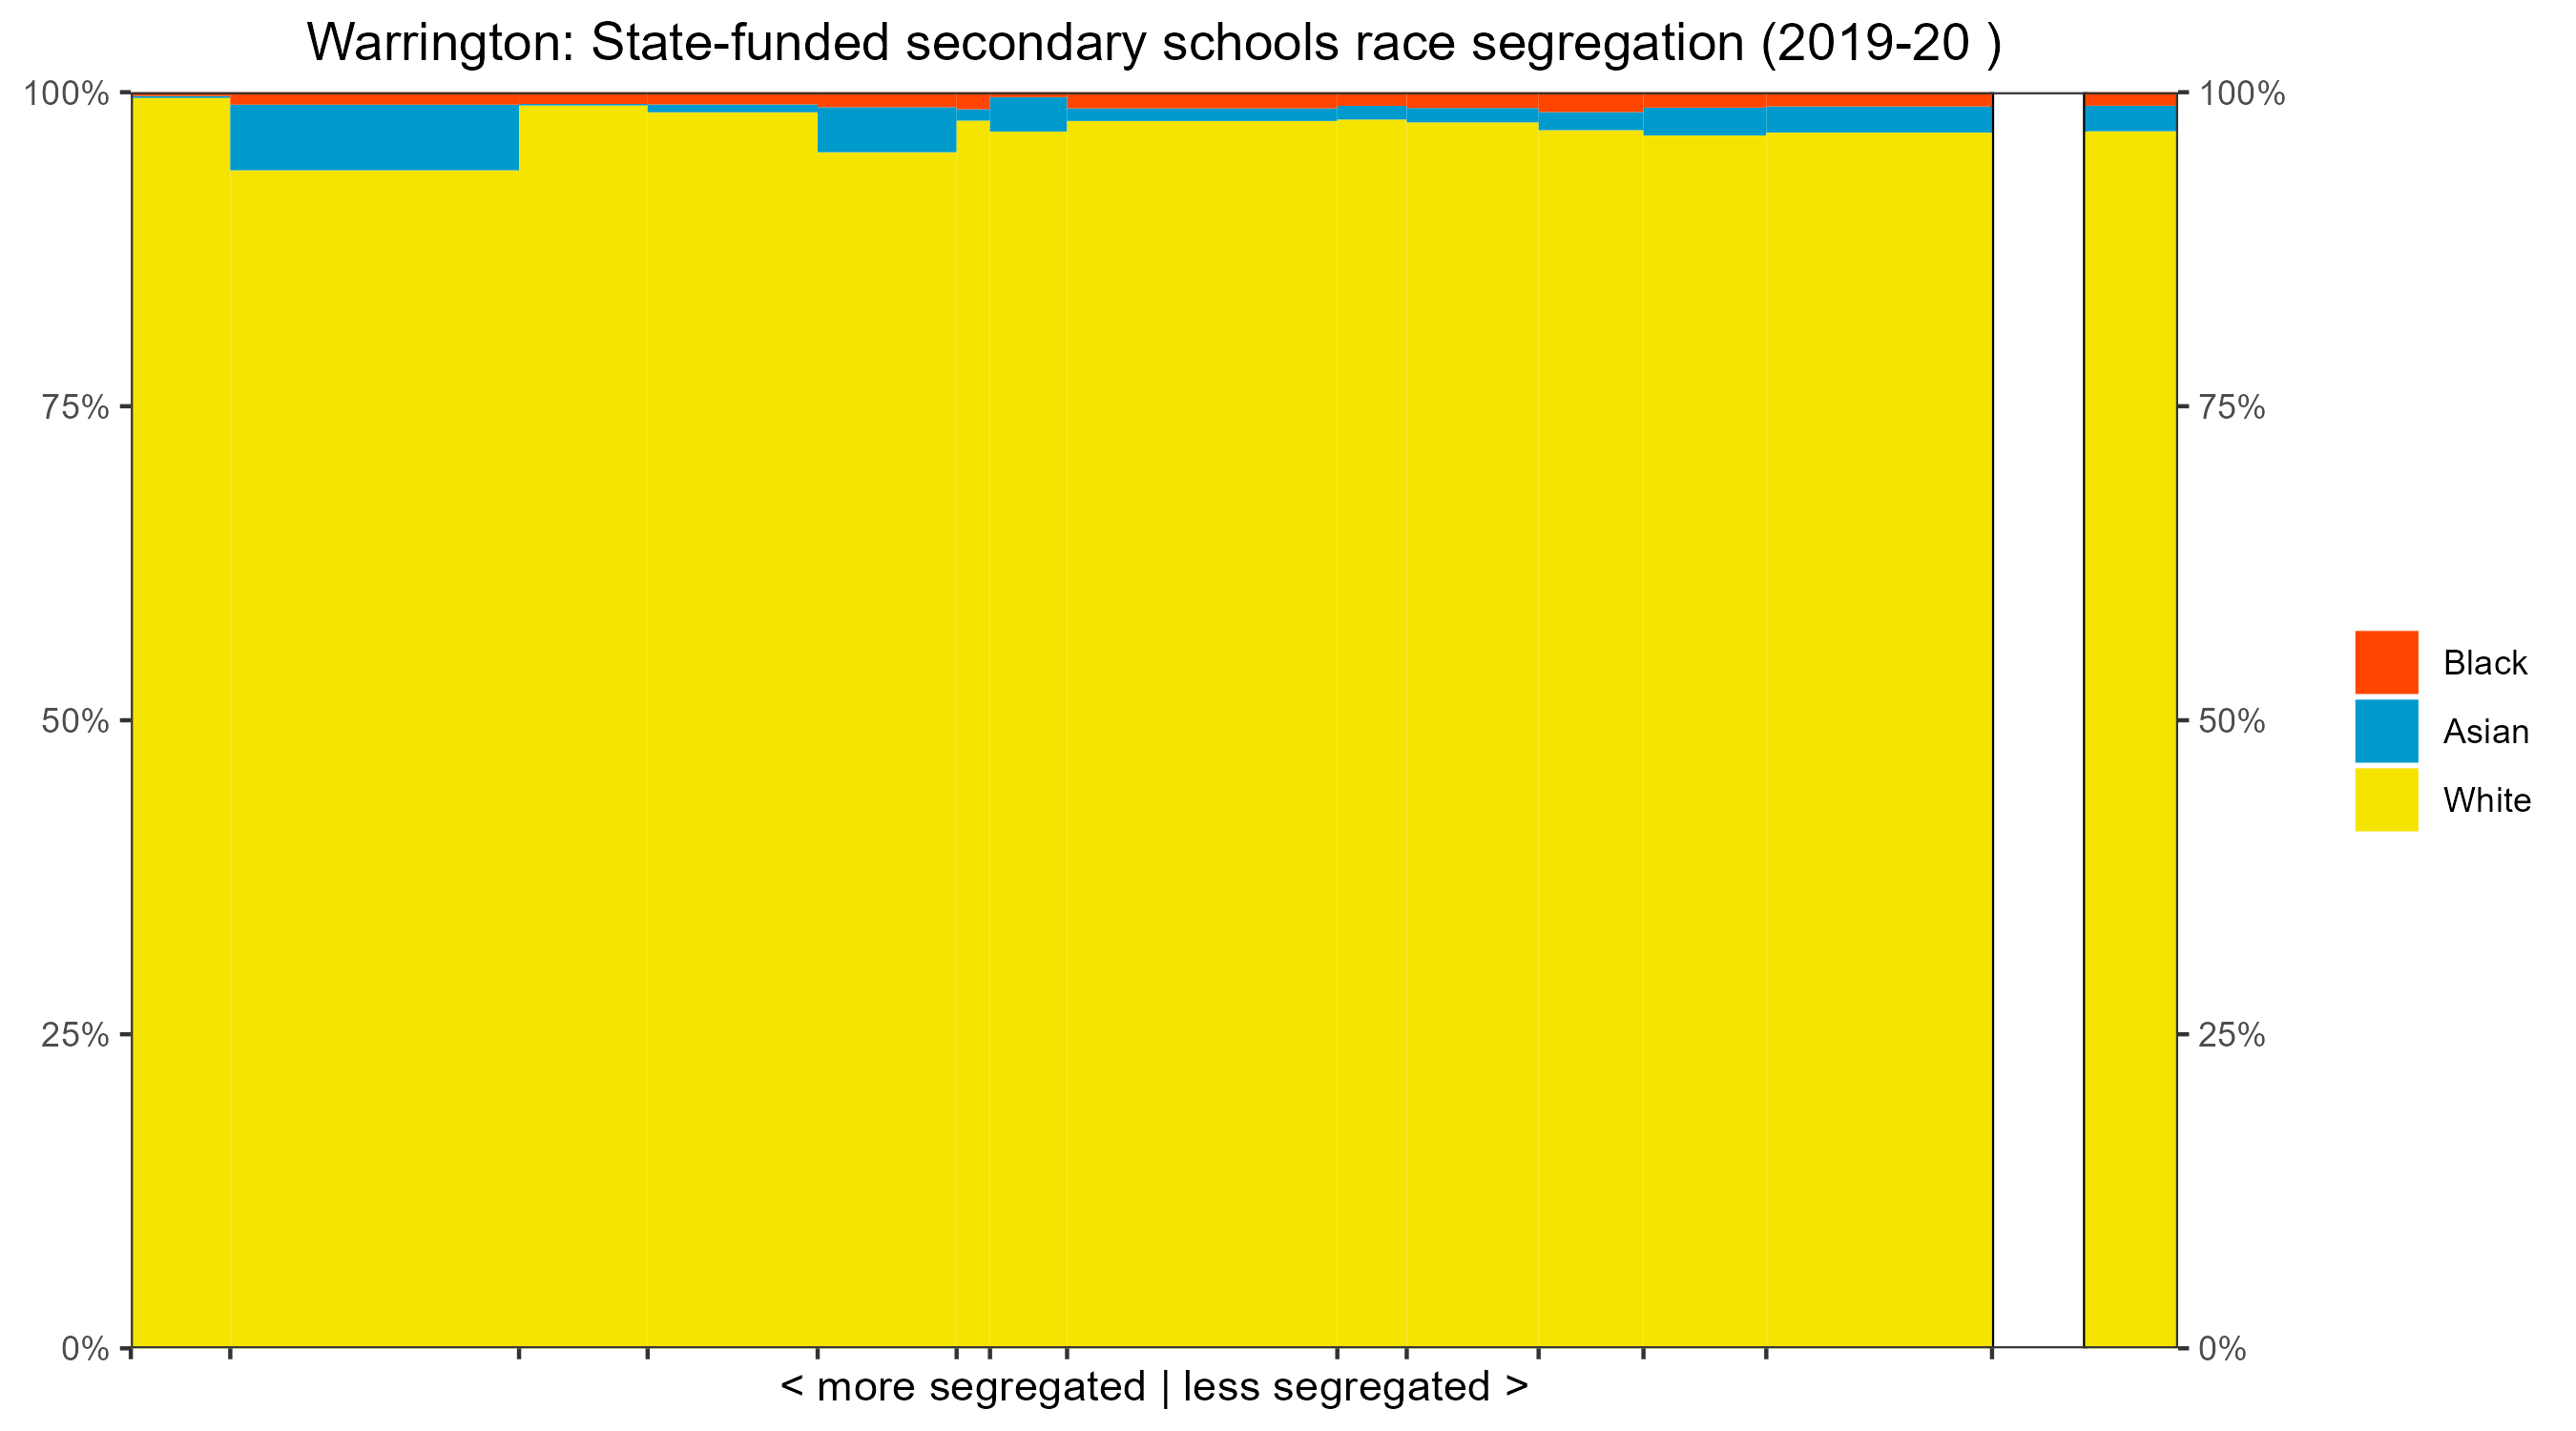 Warrington: State-funded secondary schools race segregation (2019-20 )
100%
75%
50%
25%
0%
100%
75%
50%
25%
0%
Black
Asian
White
< more segregated | less segregated >